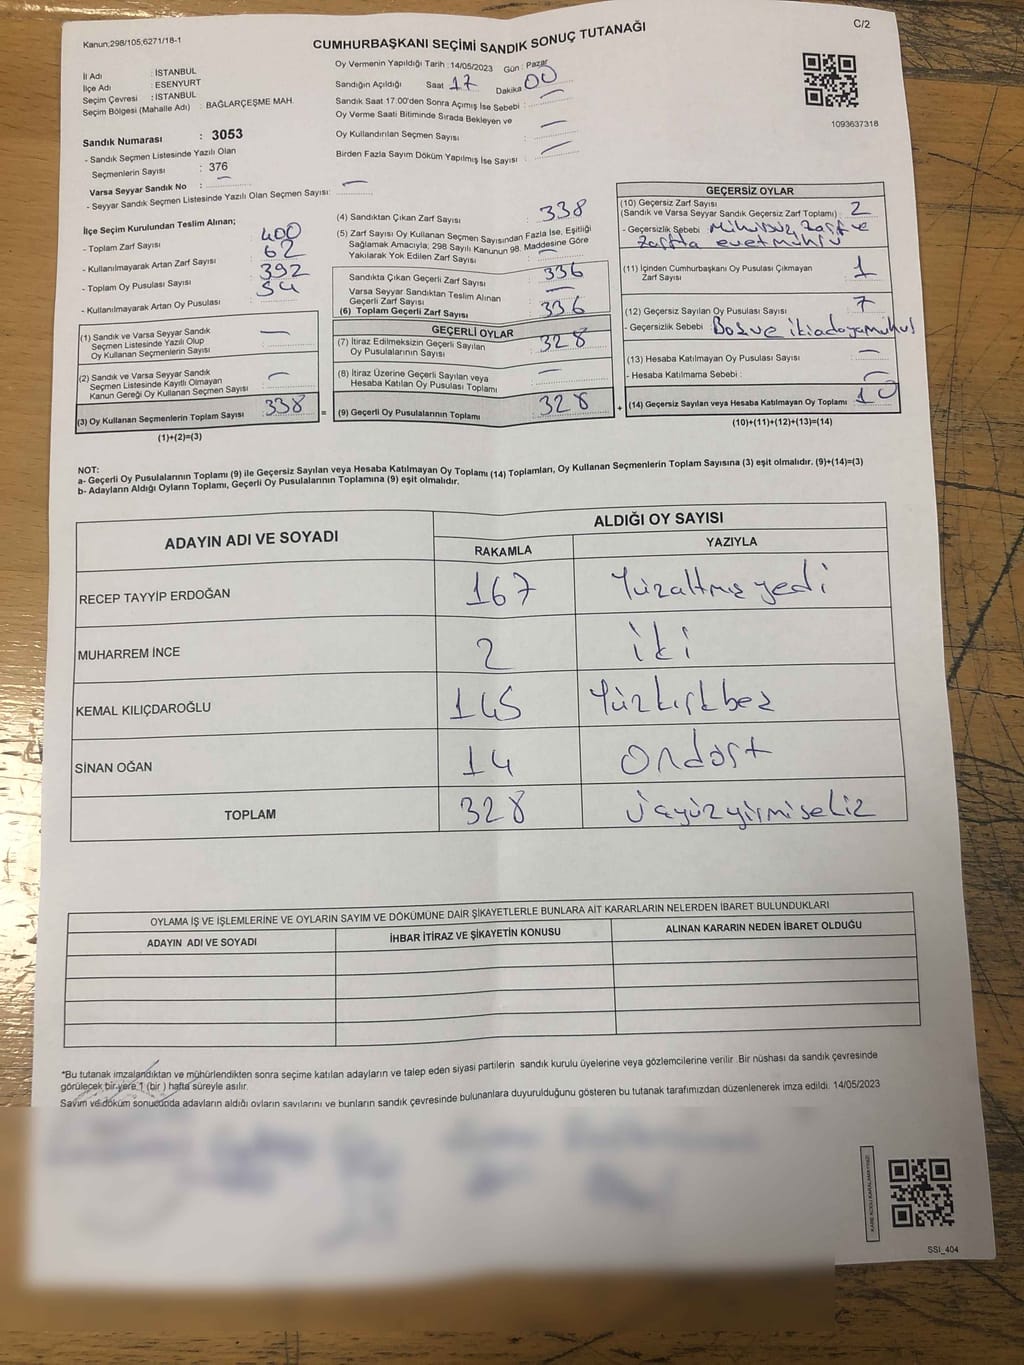 Kanun;298/105,6271/18-1
C/2
CUMHURBAŞKANI SEÇİMİ SANDIK SONUÇ TUTANAĞI
İl Adı : İSTANBUL
İlçe Adı : ESENYURT
Seçim Çevresi : İSTANBUL
Seçim Bölgesi (Mahalle Adı) : BAĞLARÇEŞME MAH.
Sandık Numarası : 3053
- Sandık Seçmen Listesinde Yazılı Olan
Seçmenlerin Sayısı : 376
Varsa Seyyar Sandık No : —
- Seyyar Sandık Seçmen Listesinde Yazılı Olan Seçmen Sayısı: —
Oy Vermenin Yapıldığı Tarih : 14/05/2023 Gün : Pazar
Sandığın Açıldığı Saat 17 Dakika 00
Sandık Saat 17.00'den Sonra Açımış İse Sebebi : —
Oy Verme Saati Bitiminde Sırada Bekleyen ve
Oy Kullandırılan Seçmen Sayısı : —
Birden Fazla Sayım Döküm Yapılmış İse Sayısı : —
1093637318
İlçe Seçim Kurulundan Teslim Alınan;
- Toplam Zarf Sayısı : 400
- Kullanılmayarak Artan Zarf Sayısı : 62
- Toplam Oy Pusulası Sayısı : 392
- Kullanılmayarak Artan Oy Pusulası : 54
(1) Sandık ve Varsa Seyyar Sandık
Seçmen Listesinde Yazılı Olup
Oy Kullanan Seçmenlerin Sayısı —
(2) Sandık ve Varsa Seyyar Sandık
Seçmen Listesinde Kayıtlı Olmayan
Kanun Gereği Oy Kullanan Seçmen Sayısı —
(3) Oy Kullanan Seçmenlerin Toplam Sayısı : 338 =
(1)+(2)=(3)
(4) Sandıktan Çıkan Zarf Sayısı : 338
(5) Zarf Sayısı Oy Kullanan Seçmen Sayısından Fazla İse, Eşitliği
Sağlamak Amacıyla; 298 Sayılı Kanunun 98. Maddesine Göre
Yakılarak Yok Edilen Zarf Sayısı : —
Sandıkta Çıkan Geçerli Zarf Sayısı : 336
Varsa Seyyar Sandıktan Teslim Alınan
Geçerli Zarf Sayısı : —
(6) Toplam Geçerli Zarf Sayısı : 336
GEÇERLİ OYLAR
(7) İtiraz Edilmeksizin Geçerli Sayılan
Oy Pusulalarının Sayısı : 328
(8) İtiraz Üzerine Geçerli Sayılan veya
Hesaba Katılan Oy Pusulası Toplamı : —
(9) Geçerli Oy Pusulalarının Toplamı : 328 +
GEÇERSİZ OYLAR
(10) Geçersiz Zarf Sayısı
(Sandık ve Varsa Seyyar Sandık Geçersiz Zarf Toplamı) : 2
- Geçersizlik Sebebi Mühürsüz Zarf ve
Zarfta evet mührü
(11) İçinden Cumhurbaşkanı Oy Pusulası Çıkmayan
Zarf Sayısı : 1
(12) Geçersiz Sayılan Oy Pusulası Sayısı : 7
- Geçersizlik Sebebi : Boş ve iki adaya mühür
(13) Hesaba Katılmayan Oy Pusulası Sayısı : —
- Hesaba Katılmama Sebebi : —
(14) Geçersiz Sayılan veya Hesaba Katılmayan Oy Toplamı : 10
(10)+(11)+(12)+(13)=(14)
NOT:
a- Geçerli Oy Pusulalarının Toplamı (9) ile Geçersiz Sayılan veya Hesaba Katılmayan Oy Toplamı (14) Toplamları, Oy Kullanan Seçmenlerin Toplam Sayısına (3) eşit olmalıdır. (9)+(14)=(3)
b- Adayların Aldığı Oyların Toplamı, Geçerli Oy Pusulalarının Toplamına (9) eşit olmalıdır.
ADAYIN ADI VE SOYADI
ALDIĞI OY SAYISI
RAKAMLA YAZIYLA
RECEP TAYYİP ERDOĞAN 167 Yüzaltmış yedi
MUHARREM İNCE 2 iki
KEMAL KILIÇDAROĞLU 145 Yüzkırkbeş
SİNAN OĞAN 14 Ondört
TOPLAM 328 üçyüzyirmisekiz
OYLAMA İŞ VE İŞLEMLERİNE VE OYLARIN SAYIM VE DÖKÜMÜNE DAİR ŞİKAYETLERLE BUNLARA AİT KARARLARIN NELERDEN İBARET BULUNDUKLARI
ADAYIN ADI VE SOYADI İHBAR İTİRAZ VE ŞİKAYETİN KONUSU ALINAN KARARIN NEDEN İBARET OLDUĞU
*Bu tutanak imzalandıktan ve mühürlendikten sonra seçime katılan adayların ve talep eden siyasi partilerin sandık kurulu üyelerine veya gözlemcilerine verilir. Bir nüshası da sandık çevresinde
görülecek bir yere 1 (bir ) hafta süreyle asılır.
Sayım ve döküm sonucunda adayların aldığı oyların sayılarını ve bunların sandık çevresinde bulunanlara duyurulduğunu gösteren bu tutanak tarafımızdan düzenlenerek imza edildi. 14/05/2023
SSI_404